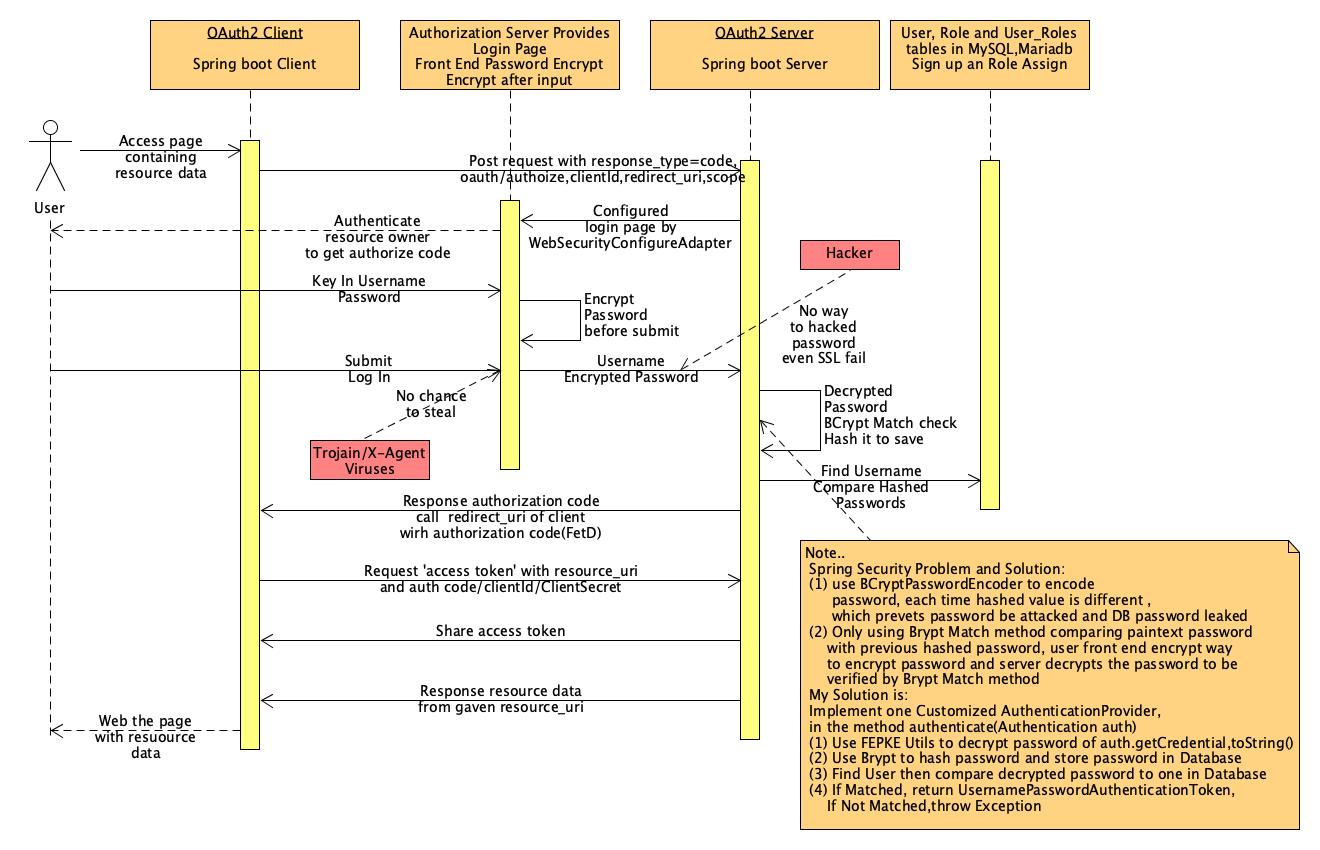 OAuth2 Client
Spring boot Client
Authorization Server Provides
Login Page
Front End Password Encrypt
Encrypt after input
OAuth2 Server
Spring boot Server
User, Role and User_Roles
tables in MySQL,Mariadb
Sign up an Role Assign
User
Access page
containing
resource data
Post request with response_type=code,
oauth/authoize,clientId,redirect_uri,scope
Configured
login page by
WebSecurityConfigureAdapter
Authenticate
resource owner
to get authorize code
Hacker
Key In Username
Password
Encrypt
Password
before submit
No way
to hacked
password
even SSL fail
Submit
Log In
Username
Encrypted Password
No chance
to steal
Decrypted
Password
BCrypt Match check
Hash it to save
Trojain/X-Agent
Viruses
Find Username
Compare Hashed
Passwords
Response authorization code
call  redirect_uri of client
wirh authorization code(FetD)
Request 'access token' with resource_uri
and auth code/clientId/ClientSecret
Share access token
Response resource data
from gaven resource_uri
Web the page
with resuource
data
Note..
Spring Security Problem and Solution:
(1) use BCryptPasswordEncoder to encode
password, each time hashed value is different ,
which prevets password be attacked and DB password leaked
(2) Only using Brypt Match method comparing paintext password
with previous hashed password, user front end encrypt way
to encrypt password and server decrypts the password to be
verified by Brypt Match method
My Solution is:
Implement one Customized AuthenticationProvider,
in the method authenticate(Authentication auth)
(1) Use FEPKE Utils to decrypt password of auth.getCredential,toString()
(2) Use Brypt to hash password and store password in Database
(3) Find User then compare decrypted password to one in Database
(4) If Matched, return UsernamePasswordAuthenticationToken,
If Not Matched,throw Exception